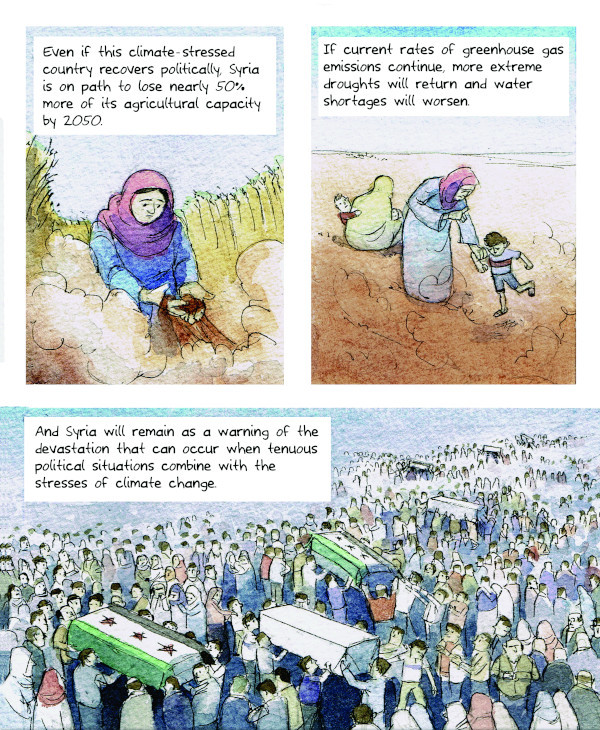 Even if this climate-stressed
country recovers politically, Syria
is on path to lose nearly 50%
more of its agricultural capacity
by 2050.
If current rates of greenhouse gas
emissions continue, more extreme
droughts will return and water
shortages will worsen.
And Syria will remain as a warning of the
devastation that can occur when tenuous
political situations combine with the
stresses of climate change.